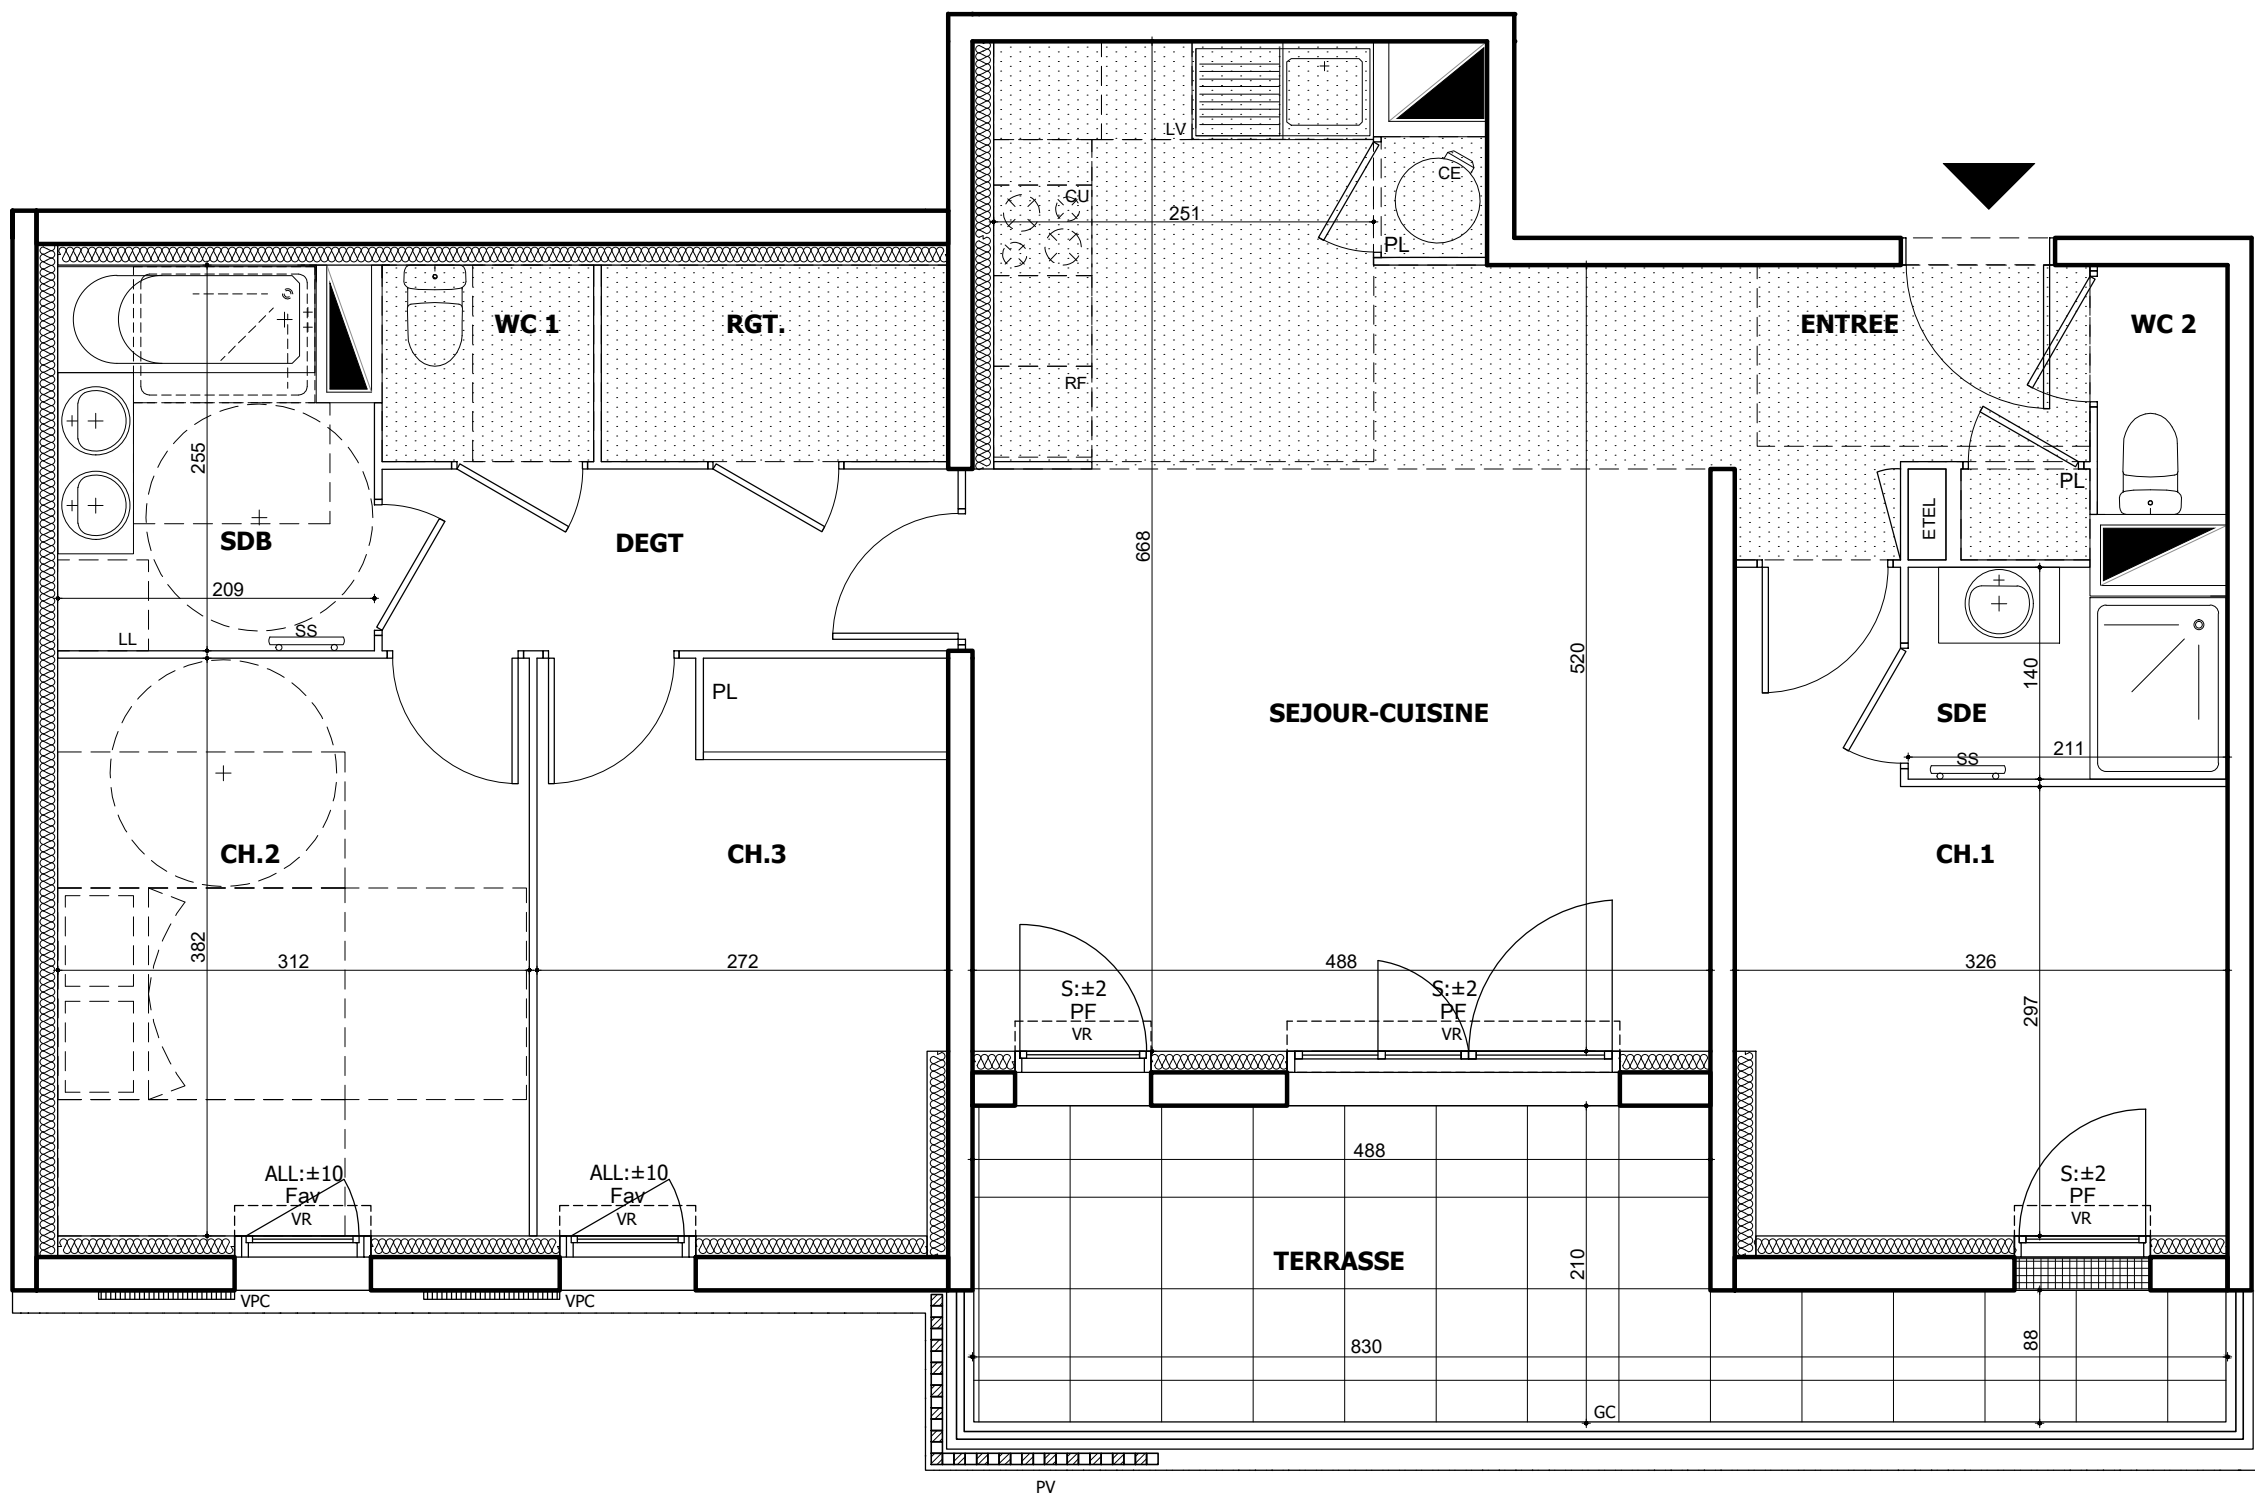 LV
CE
CU
251
PL
WC 1
RGT.
ENTREE
WC 2
RF
255
PL
ETEL
SDB
DEGT
668
209
SS
LL
520
140
PL
SEJOUR-CUISINE
SDE
211
SS
CH.2
CH.3
CH.1
382
312
272
488
326
S:±2
PF
VR
S:±2
PF
VR
297
ALL:±10
Fav
VR
ALL:±10
Fav
VR
488
S:±2
PF
VR
TERRASSE
210
VPC
VPC
88
830
GC
PV